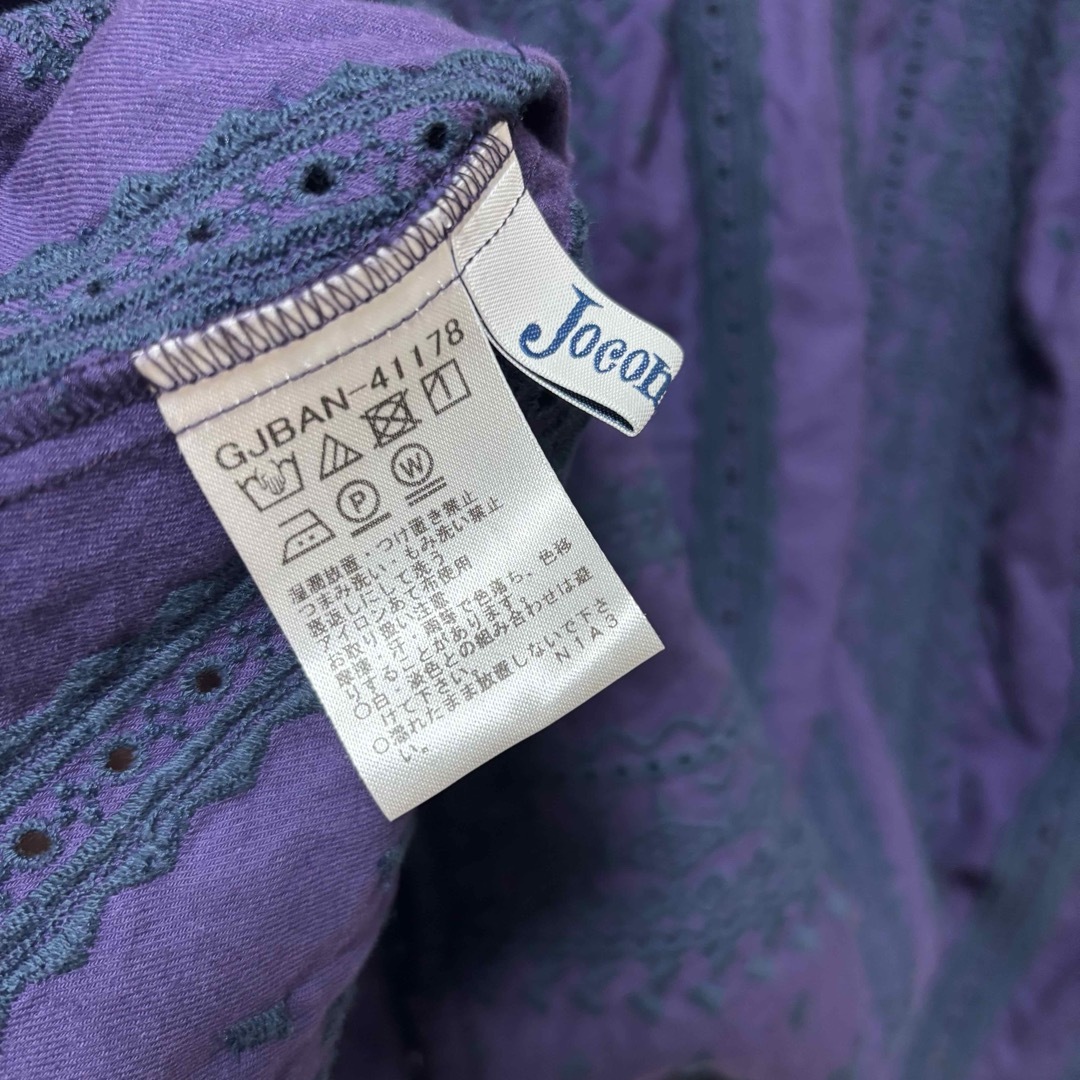 GJBAN-41178
P W
湿潤放置・つけ置き禁止
つまみ洗い・もみ洗い禁止
裏返しにして洗う
アイロンあて布使用
お取り扱い注意
摩擦、汗、雨等で色落ち、色移
りすることがあります。
○白・淡色との組み合わせは避
けて下さい。
○濡れたまま放置しないで下さ
い。
N1A3